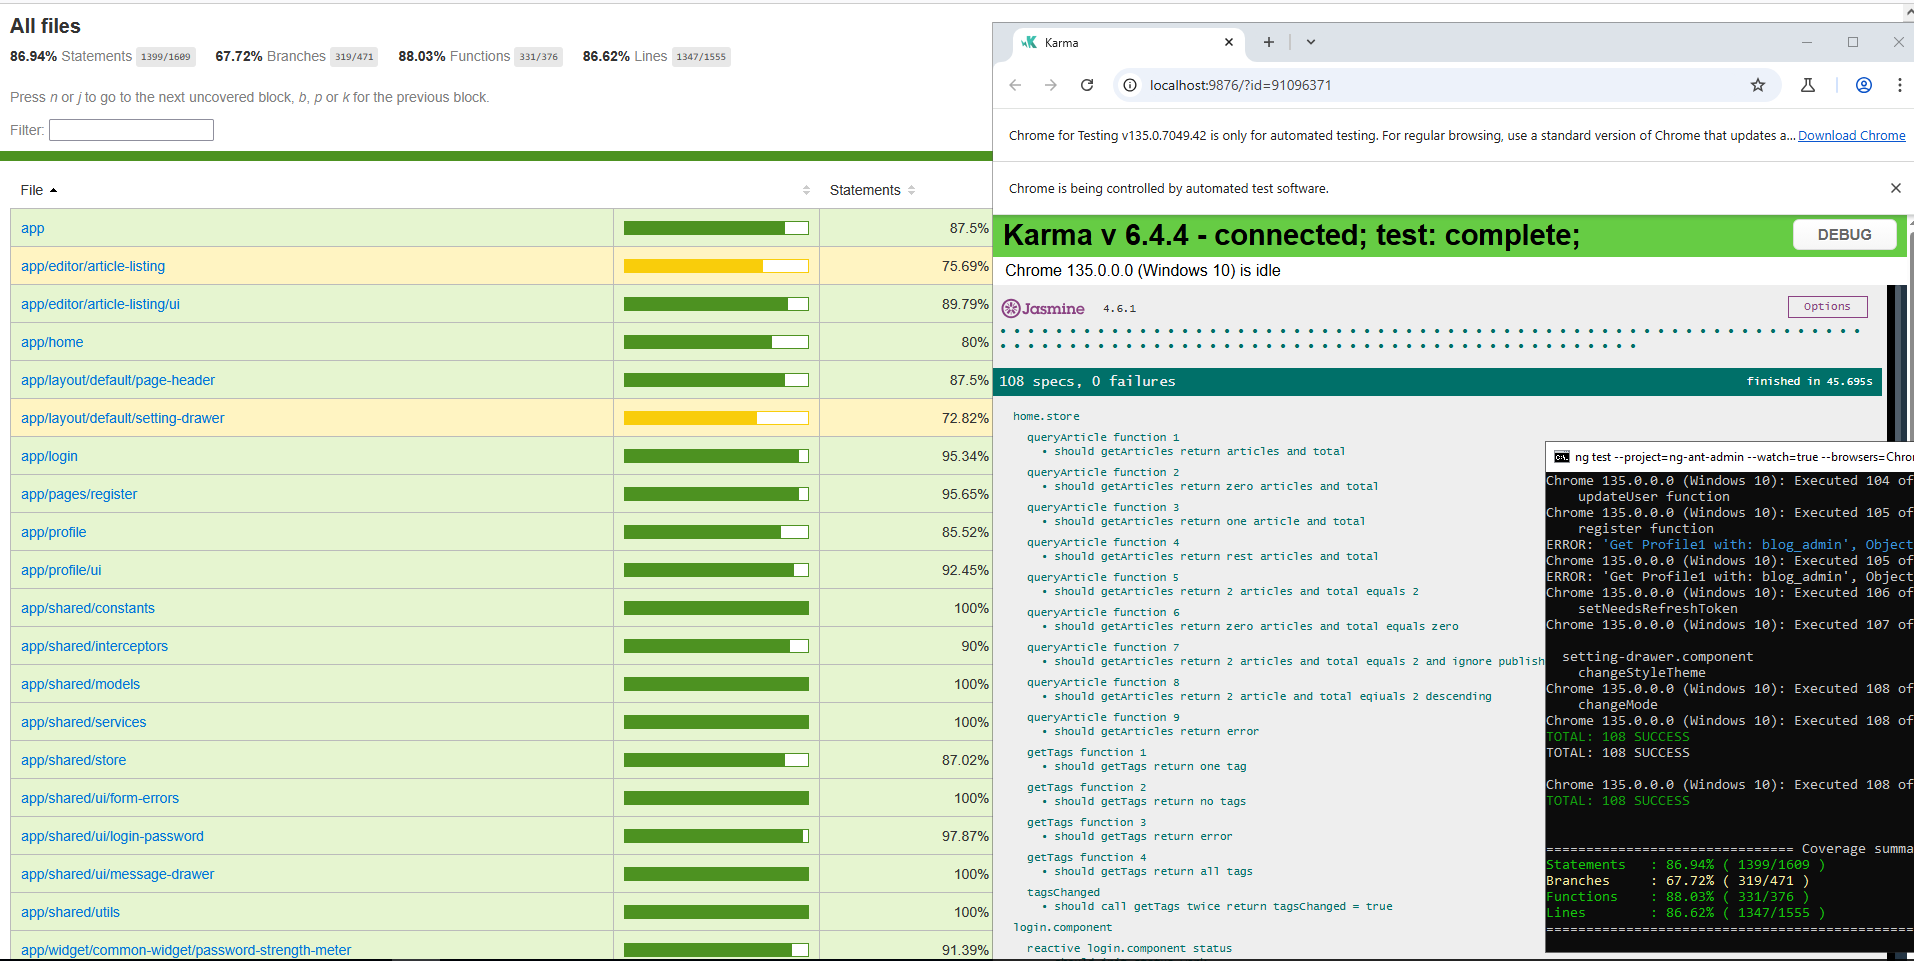 All files
86.94% Statements 1399/1609 67.72% Branches 319/471 88.03% Functions 331/376 86.62% Lines 1347/1555
Press n or j to go to the next uncovered block, b, p or k for the previous block.
Filter:
File Statements
app 87.5%
app/editor/article-listing 75.69%
app/editor/article-listing/ui 89.79%
app/home 80%
app/layout/default/page-header 87.5%
app/layout/default/setting-drawer 72.82%
app/login 95.34%
app/pages/register 95.65%
app/profile 85.52%
app/profile/ui 92.45%
app/shared/constants 100%
app/shared/interceptors 90%
app/shared/models 100%
app/shared/services 100%
app/shared/store 87.02%
app/shared/ui/form-errors 100%
app/shared/ui/login-password 97.87%
app/shared/ui/message-drawer 100%
app/shared/utils 100%
app/widget/common-widget/password-strength-meter 91.39%
Karma
localhost:9876/?id=91096371
Chrome for Testing v135.0.7049.42 is only for automated testing. For regular browsing, use a standard version of Chrome that updates a... Download Chrome
Chrome is being controlled by automated test software.
Karma v 6.4.4 - connected; test: complete; DEBUG
Chrome 135.0.0.0 (Windows 10) is idle
Jasmine 4.6.1 Options
108 specs, 0 failures finished in 45.695s
home.store
queryArticle function 1
• should getArticles return articles and total
queryArticle function 2
• should getArticles return zero articles and total
queryArticle function 3
• should getArticles return one article and total
queryArticle function 4
• should getArticles return rest articles and total
queryArticle function 5
• should getArticles return 2 articles and total equals 2
queryArticle function 6
• should getArticles return zero articles and total equals zero
queryArticle function 7
• should getArticles return 2 articles and total equals 2 and ignore publish
queryArticle function 8
• should getArticles return 2 article and total eqiuals 2 descending
queryArticle function 9
• should getArticles return error
getTags function 1
• should getTags return one tag
getTags function 2
• should getTags return no tags
getTags function 3
• should getTags return error
getTags function 4
• should getTags return all tags
tagsChanged
• should call getTags twice return tagsChanged = true
login.component
reactive login.component status
ng test --project=ng-ant-admin --watch=true --browsers=Chro
Chrome 135.0.0.0 (Windows 10): Executed 104 of
updateUser function
Chrome 135.0.0.0 (Windows 10): Executed 105 of
register function
ERROR: 'Get Profile1 with: blog_admin', Object
Chrome 135.0.0.0 (Windows 10): Executed 105 of
ERROR: 'Get Profile1 with: blog_admin', Object
Chrome 135.0.0.0 (Windows 10): Executed 106 of
setNeedsRefreshToken
Chrome 135.0.0.0 (Windows 10): Executed 107 of
setting-drawer.component
changeStyleTheme
Chrome 135.0.0.0 (Windows 10): Executed 108 of
changeMode
Chrome 135.0.0.0 (Windows 10): Executed 108 of
TOTAL: 108 SUCCESS
TOTAL: 108 SUCCESS
Chrome 135.0.0.0 (Windows 10): Executed 108 of
TOTAL: 108 SUCCESS
=============================== Coverage summa
Statements : 86.94% ( 1399/1609 )
Branches : 67.72% ( 319/471 )
Functions : 88.03% ( 331/376 )
Lines : 86.62% ( 1347/1555 )
==============================================